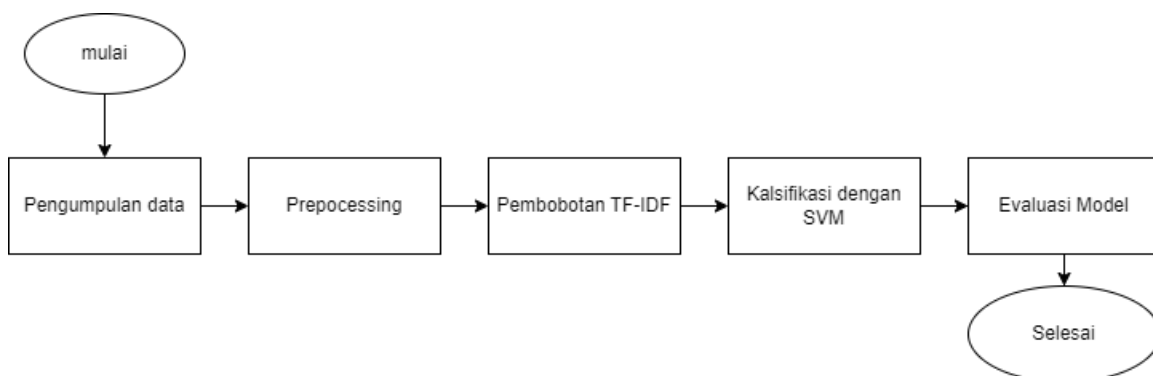 mulai
Pengumpulan data
Prepocessing
Pembobotan TF-IDF
Kalsifikasi dengan
SVM
Evaluasi Model
Selesai